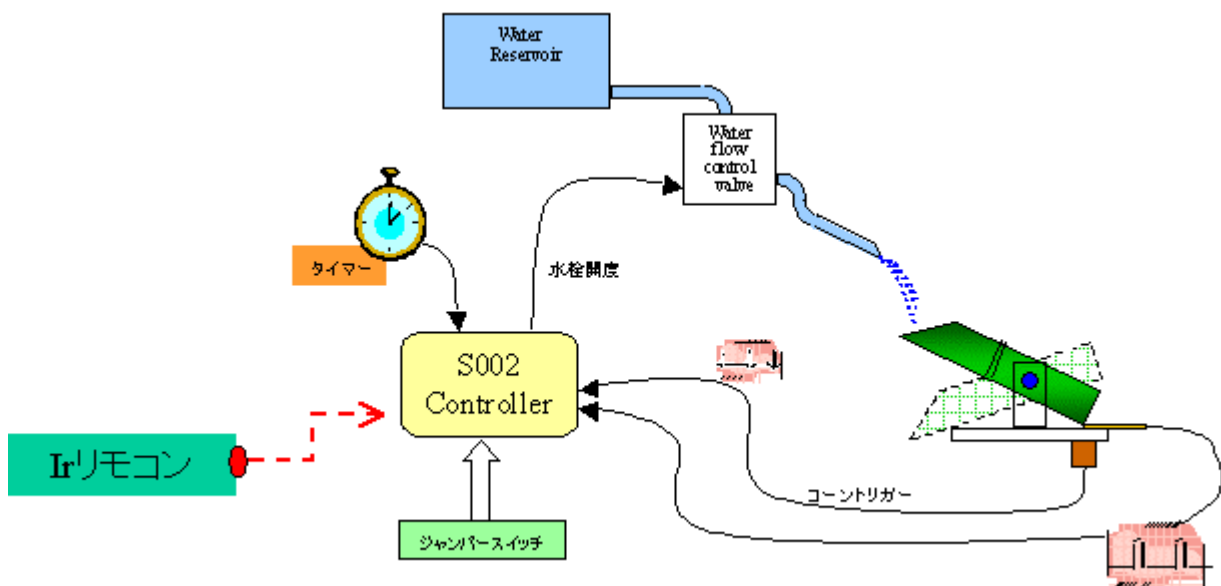 Water
Reservoir
Water
flow
control
valve
タイマー
水栓開度
S002
Controller
Irリモコン
コーントリガー
ジャンパースイッチ